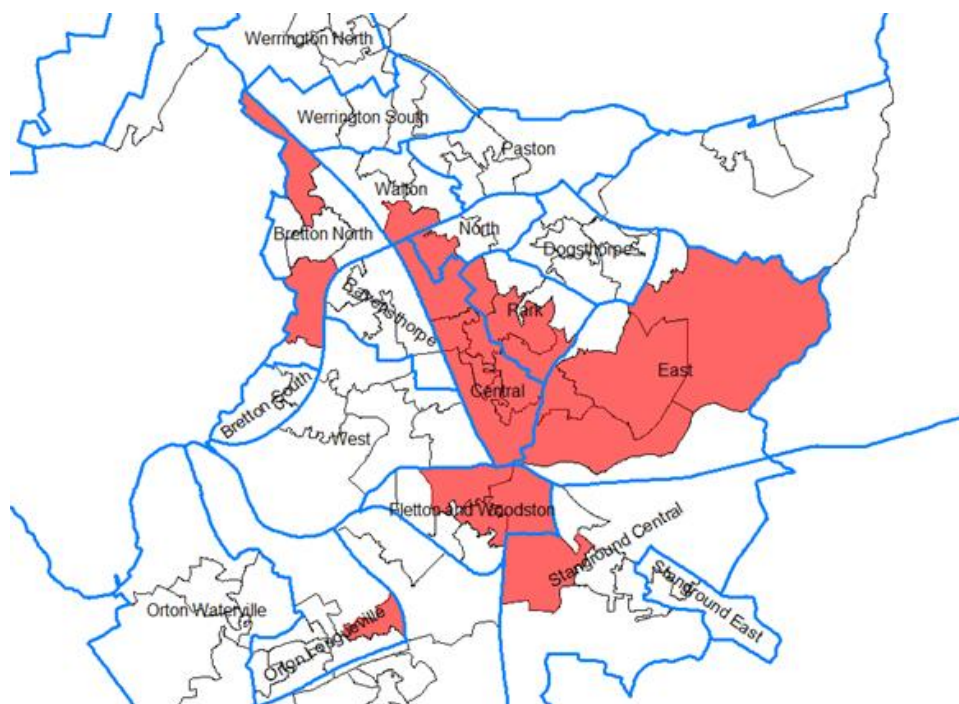 Werrington North
Werrington South
Paston
Walton
North
Bretton North
Dogsthorpe
Ravensthorpe
Park
East
Central
Bretton South
West
Fletton and Woodston
Stanground Central
Stanground East
Orton Waterville
Orton Longueville